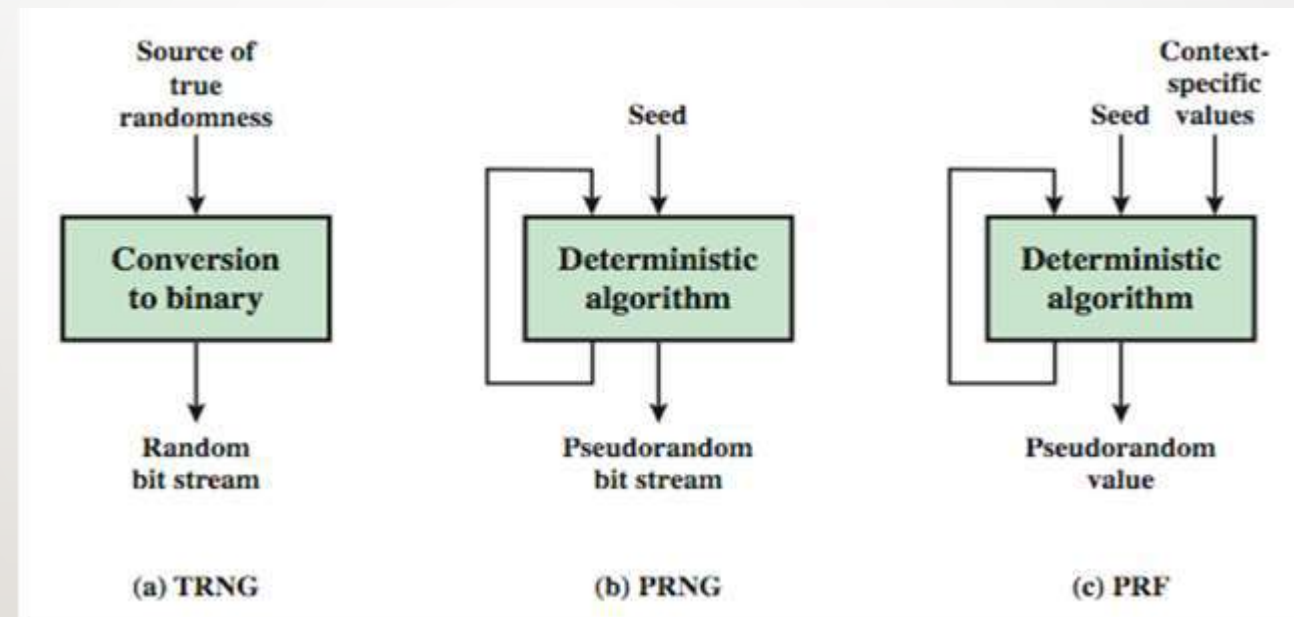 Source of
true
randomness
Conversion
to binary
Random
bit stream
(a) TRNG
Seed
Deterministic
algorithm
Pseudorandom
bit stream
(b) PRNG
Seed
Context-
specific
values
Deterministic
algorithm
Pseudorandom
value
(c) PRF